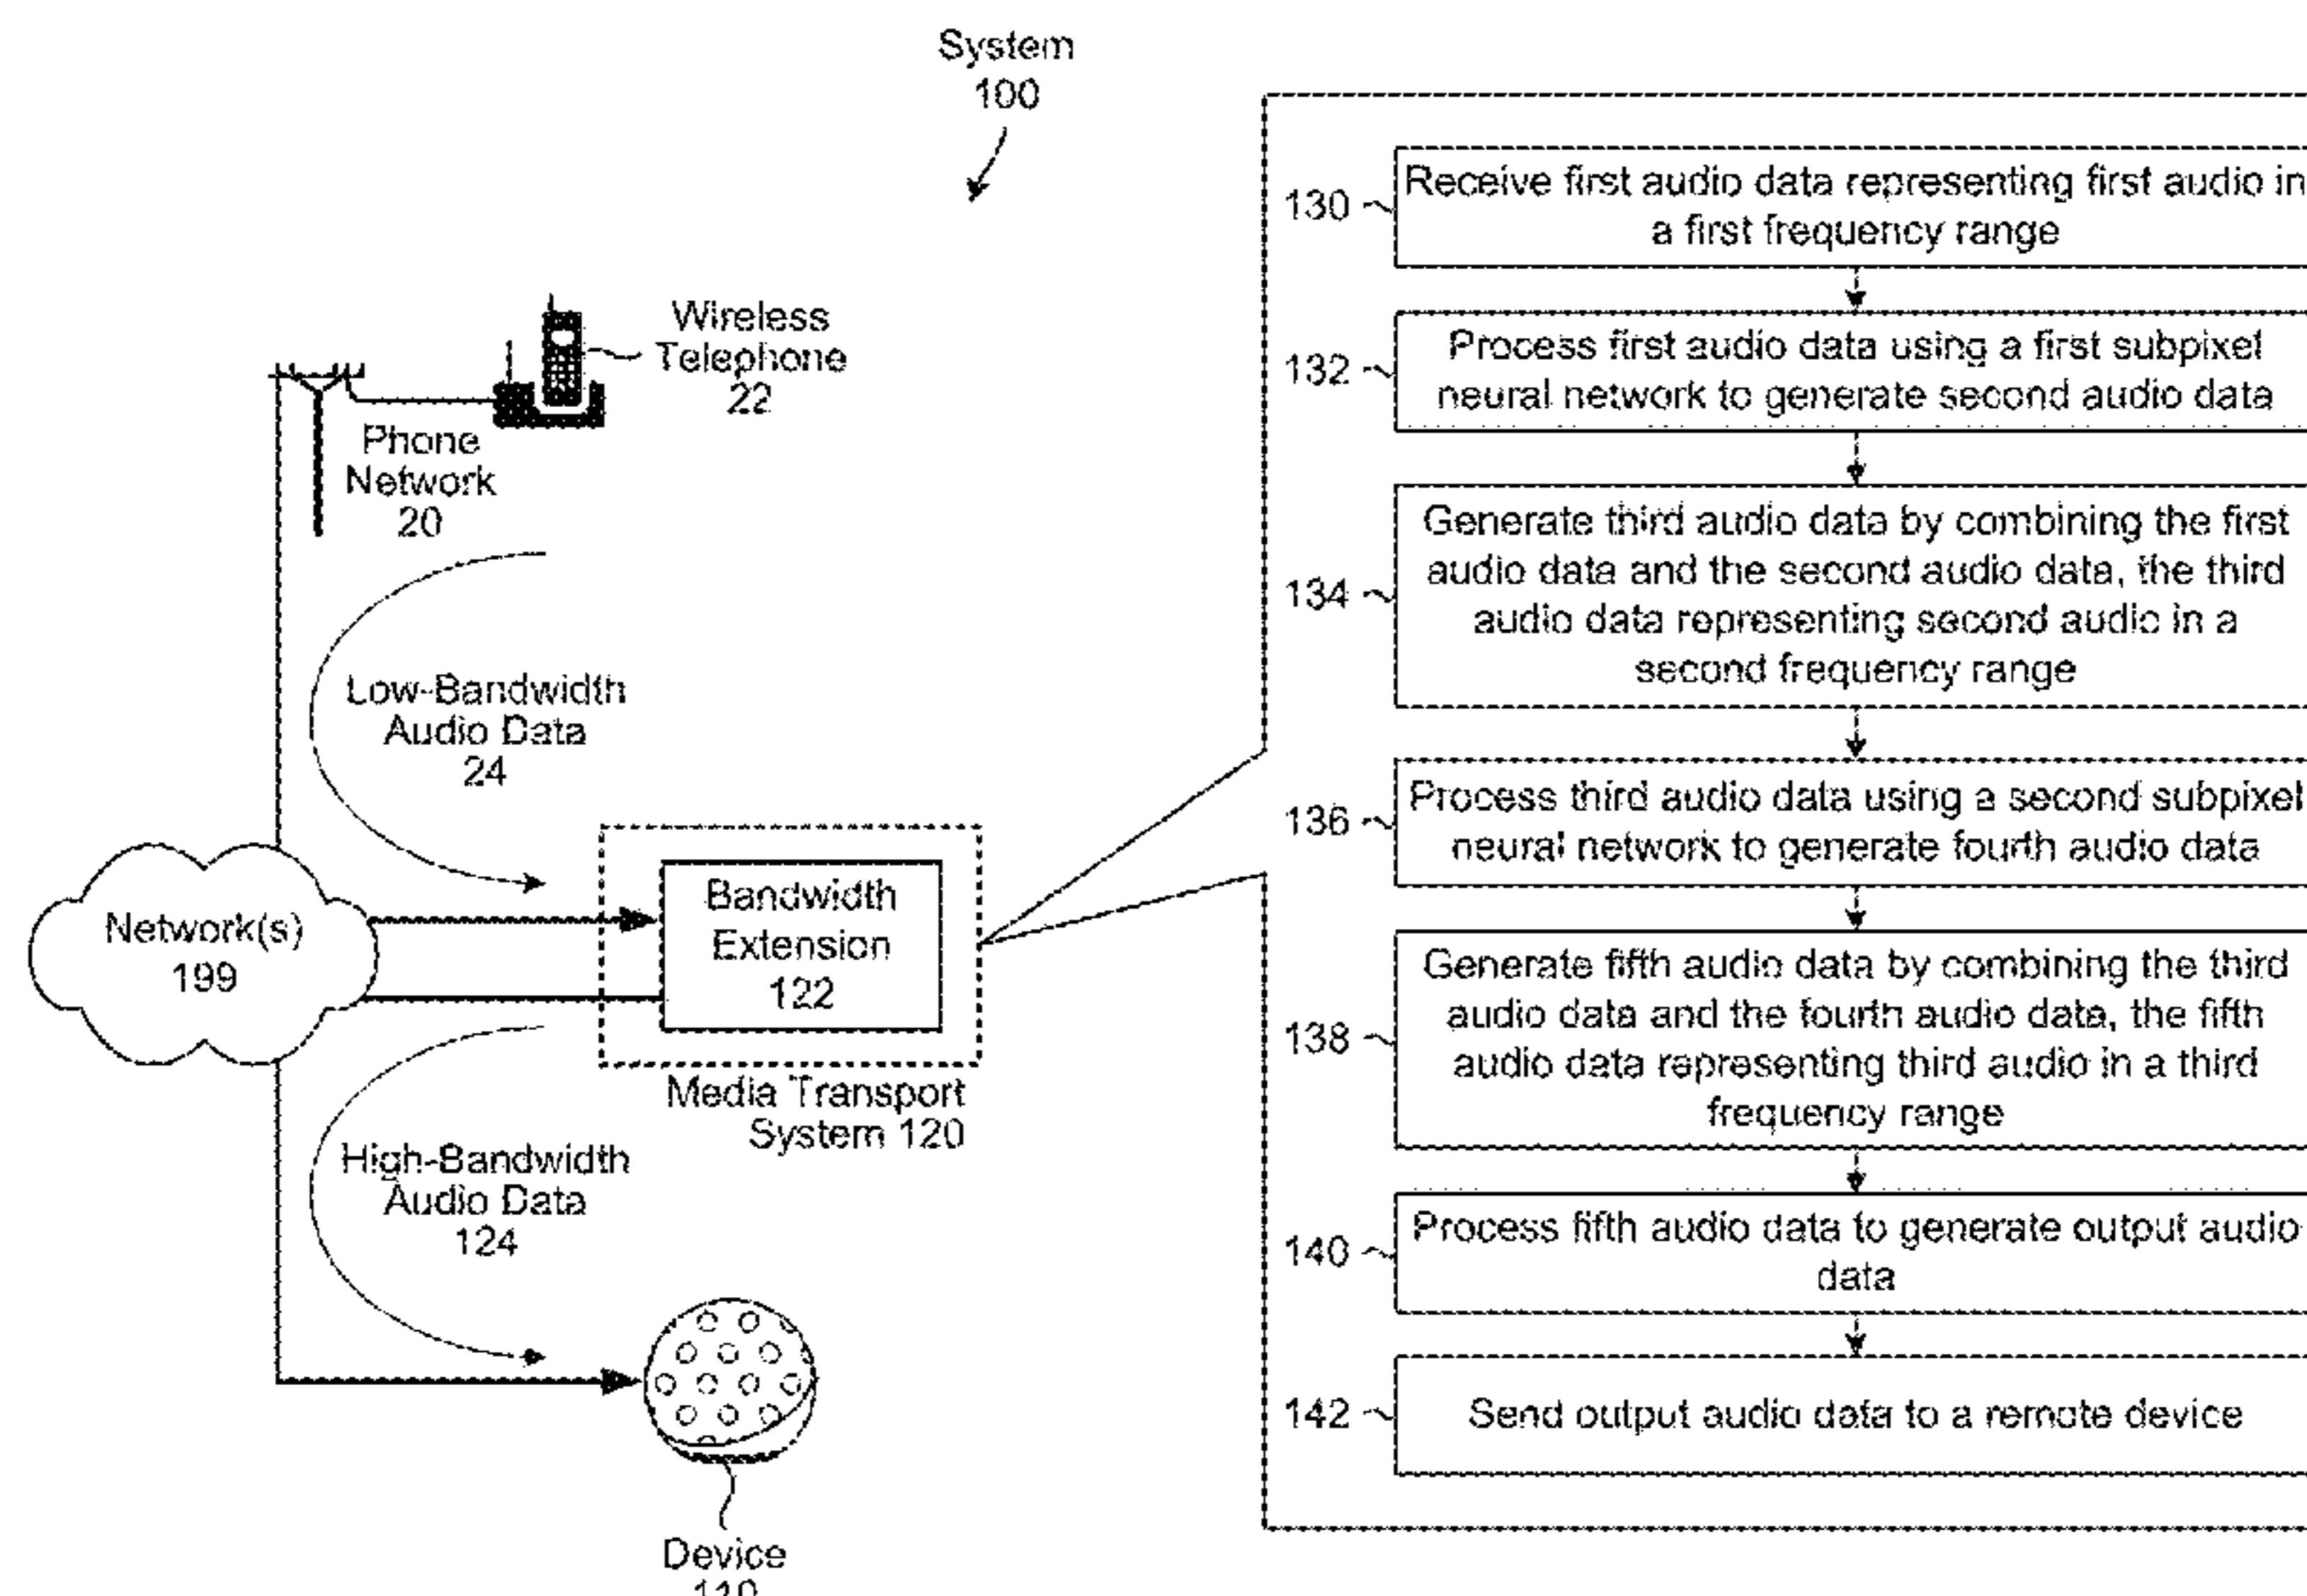 System
100
Wireless
Telephone
22
Phone
Network
20
Low-Bandwidth
Audio Data
24
Network(s)
199
Bandwidth
Extension
122
Media Transport
System 120
High-Bandwidth
Audio Data
124
Device
110
130
Receive first audio data representing first audio in
a first frequency range
132
Process first audio data using a first subpixel
neural network to generate second audio data
134
Generate third audio data by combining the first
audio data and the second audio data, the third
audio data representing second audio in a
second frequency range
136
Process third audio data using a second subpixel
neural network to generate fourth audio data
138
Generate fifth audio data by combining the third
audio data and the fourth audio data, the fifth
audio data representing third audio in a third
frequency range
140
Process fifth audio data to generate output audio
data
142
Send output audio data to a remote device